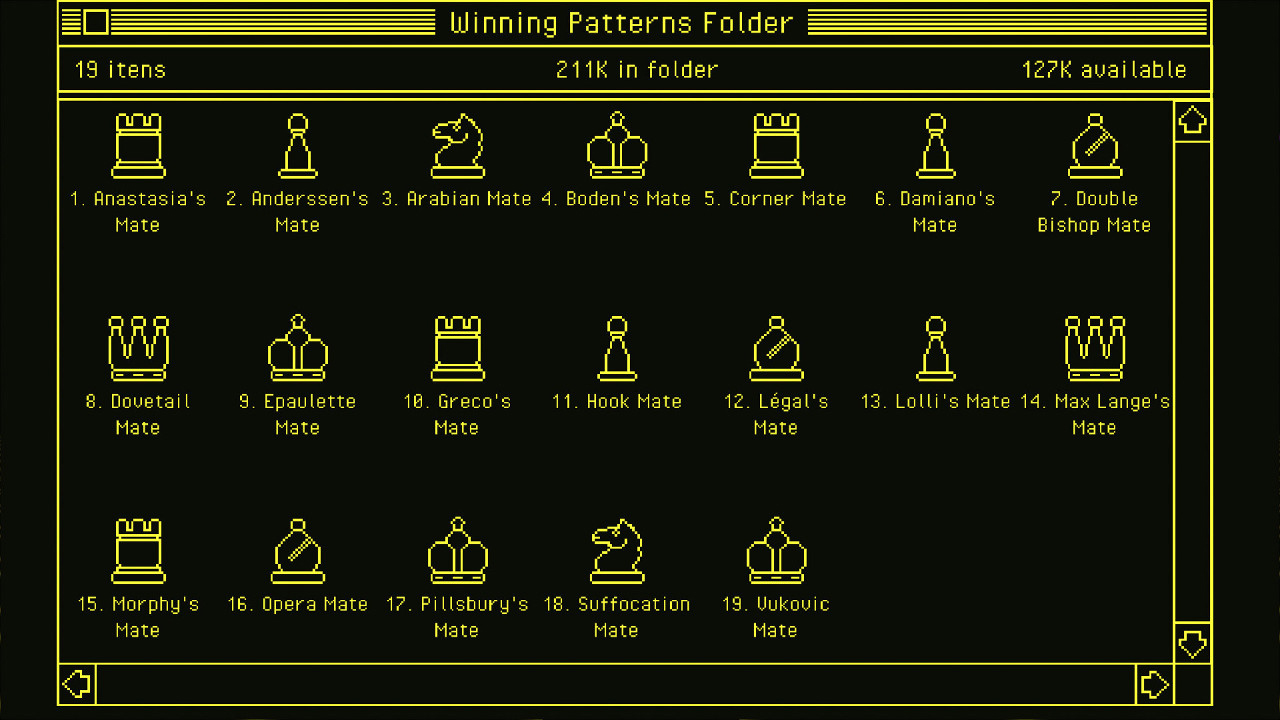 Winning Patterns Folder
19 itens
211K in folder
127K available
1. Anastasia's
Mate
2. Anderssen's
Mate
3. Arabian Mate
4. Boden's Mate
5. Corner Mate
6. Damiano's
Mate
7. Double
Bishop Mate
8. Dovetail
Mate
9. Epaulette
Mate
10. Greco's
Mate
11. Hook Mate
12. Légal's
Mate
13. Lolli's Mate
14. Max Lange's
Mate
15. Morphy's
Mate
16. Opera Mate
17. Pillsbury's
Mate
18. Suffocation
Mate
19. Vukovic
Mate